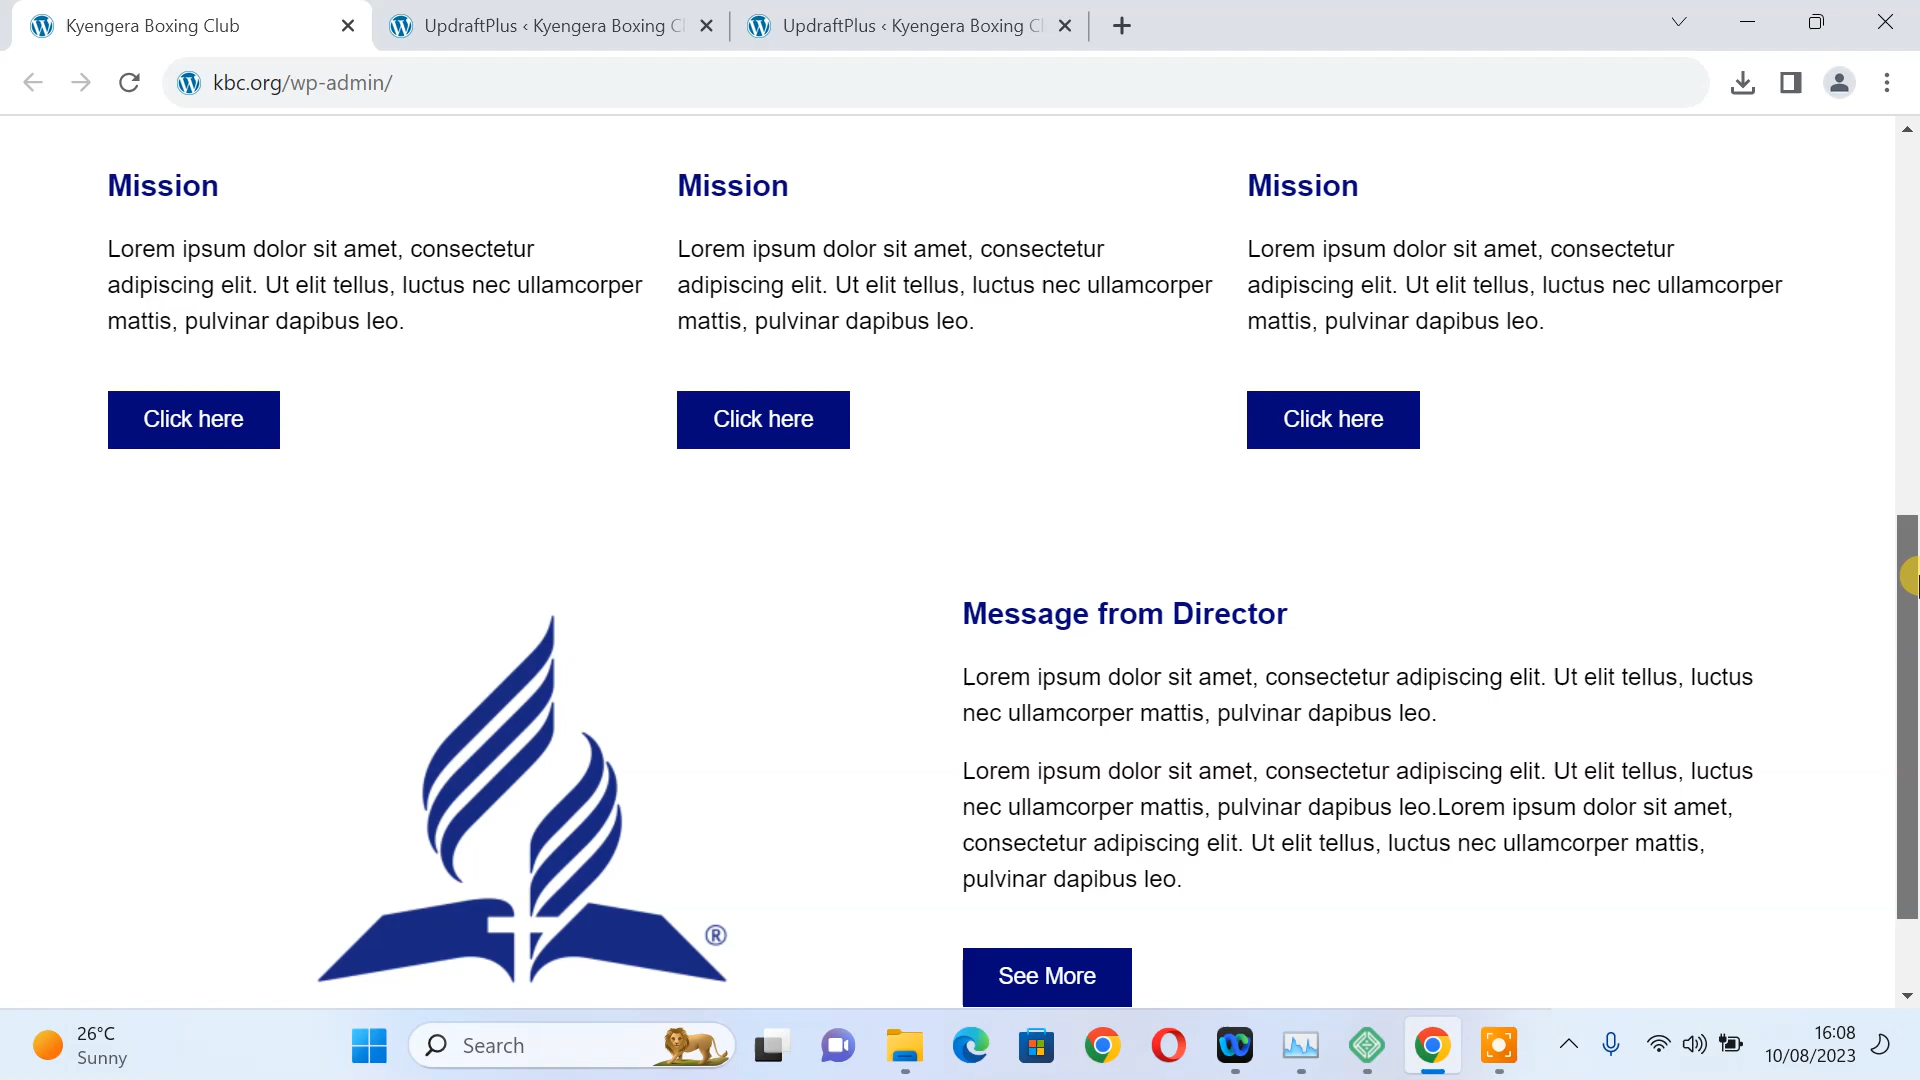 Kyengera Boxing Club
UpdraftPlus ‹ Kyengera Boxing Cl
UpdraftPlus ‹ Kyengera Boxing Cl
kbc.org/wp-admin/
Mission
Lorem ipsum dolor sit amet, consectetur
adipiscing elit. Ut elit tellus, luctus nec ullamcorper
mattis, pulvinar dapibus leo.
Click here
Mission
Lorem ipsum dolor sit amet, consectetur
adipiscing elit. Ut elit tellus, luctus nec ullamcorper
mattis, pulvinar dapibus leo.
Click here
Mission
Lorem ipsum dolor sit amet, consectetur
adipiscing elit. Ut elit tellus, luctus nec ullamcorper
mattis, pulvinar dapibus leo.
Click here
®
Message from Director
Lorem ipsum dolor sit amet, consectetur adipiscing elit. Ut elit tellus, luctus
nec ullamcorper mattis, pulvinar dapibus leo.
Lorem ipsum dolor sit amet, consectetur adipiscing elit. Ut elit tellus, luctus
nec ullamcorper mattis, pulvinar dapibus leo.Lorem ipsum dolor sit amet,
consectetur adipiscing elit. Ut elit tellus, luctus nec ullamcorper mattis,
pulvinar dapibus leo.
See More
26°C
Sunny
Search
16:08
10/08/2023